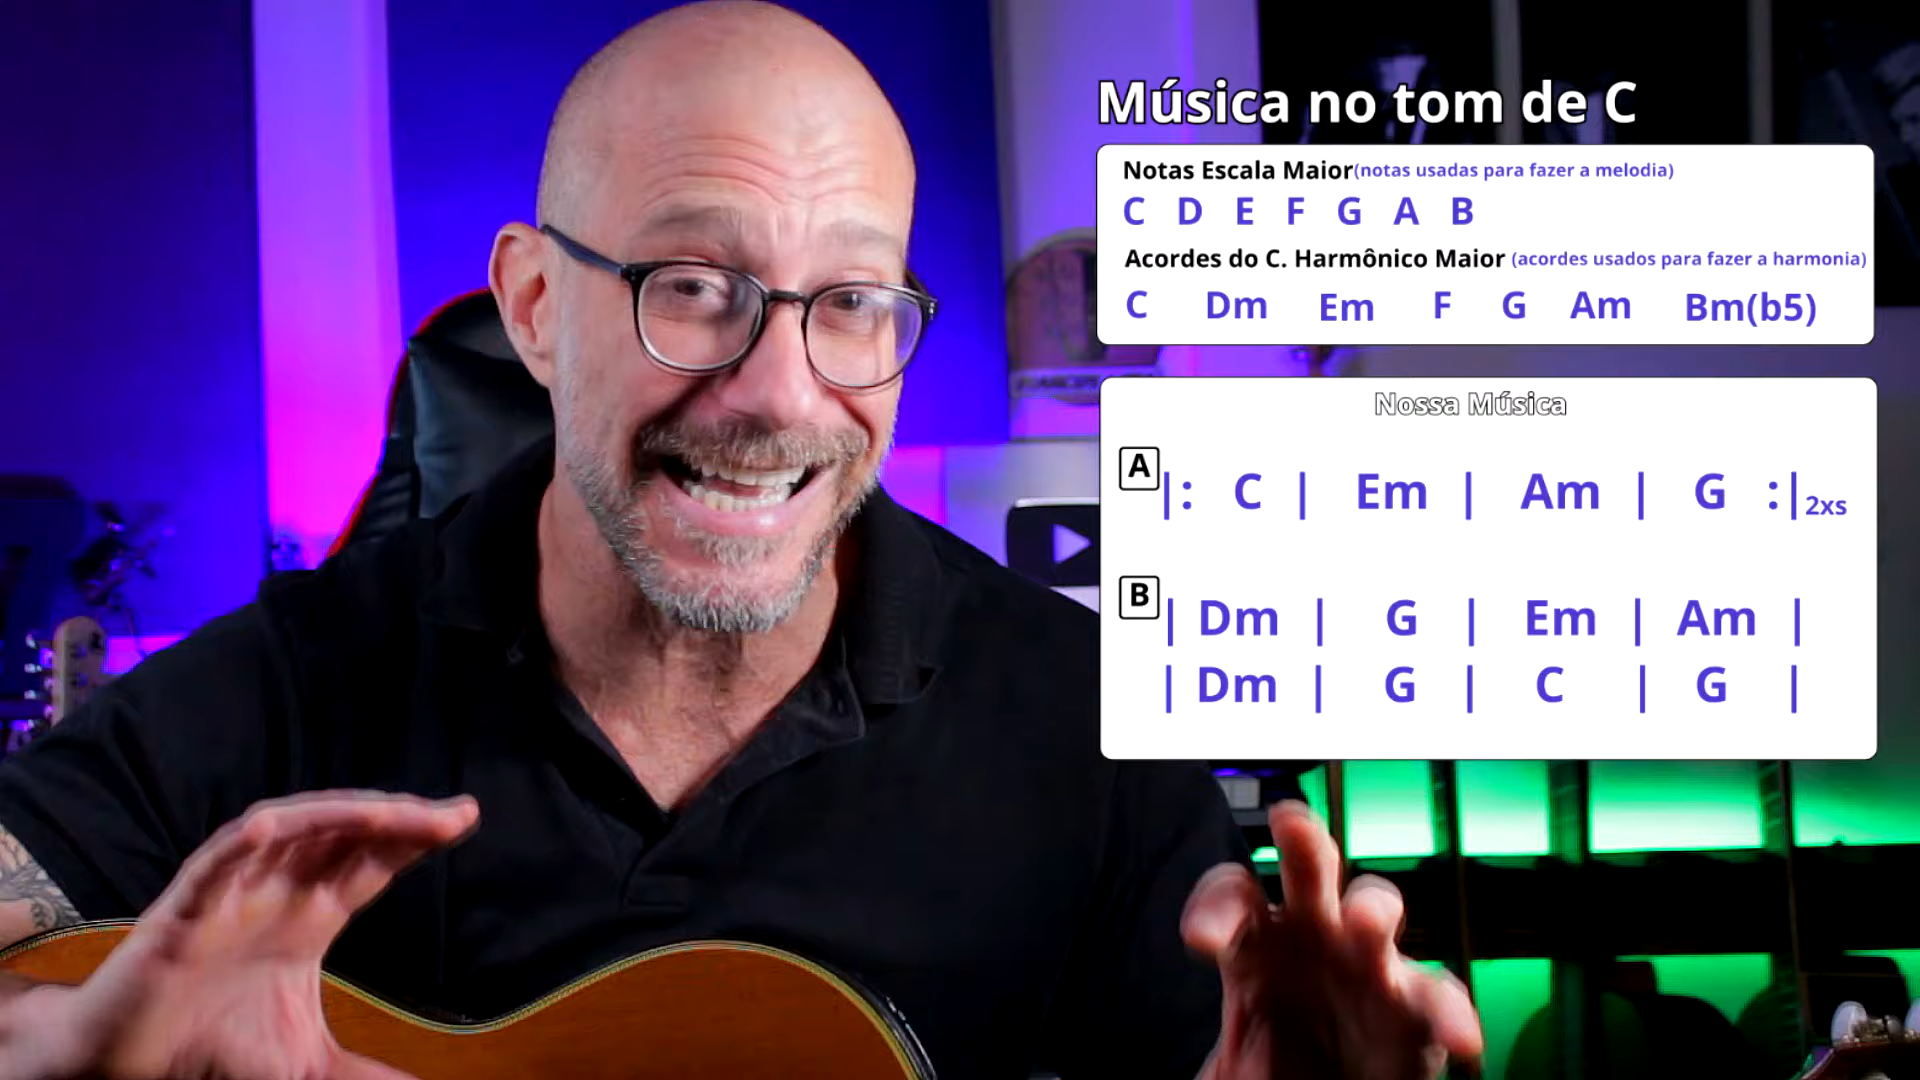 Música no tom de C
Notas Escala Maior(notas usadas para fazer a melodia)
C D E F G A B
Acordes do C. Harmônico Maior (acordes usados para fazer a harmonia)
C Dm Em F G Am Bm(b5)
Nossa Música
A |: C | Em | Am | G :| 2xs
B | Dm | G | Em | Am |
| Dm | G | C | G |